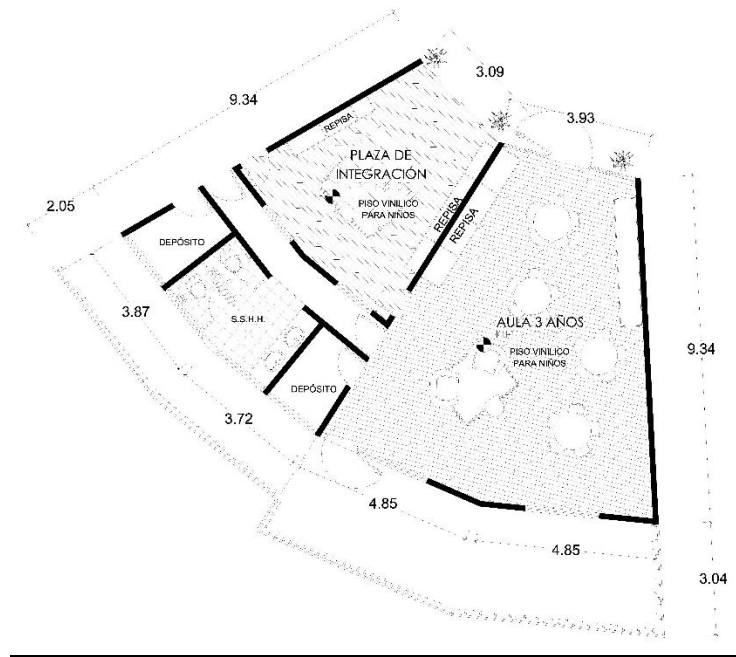 3.09
9.34
3.93
REPISA
PLAZA DE
INTEGRACIÓN
2.05
PISO VINILICO
PARA NIÑOS
REPISA
REPISA
DEPÓSITO
3.87
S.S.H.H.
AULA 3 AÑOS
PISO VINILICO
PARA NIÑOS
9.34
DEPÓSITO
3.72
4.85
4.85
3.04